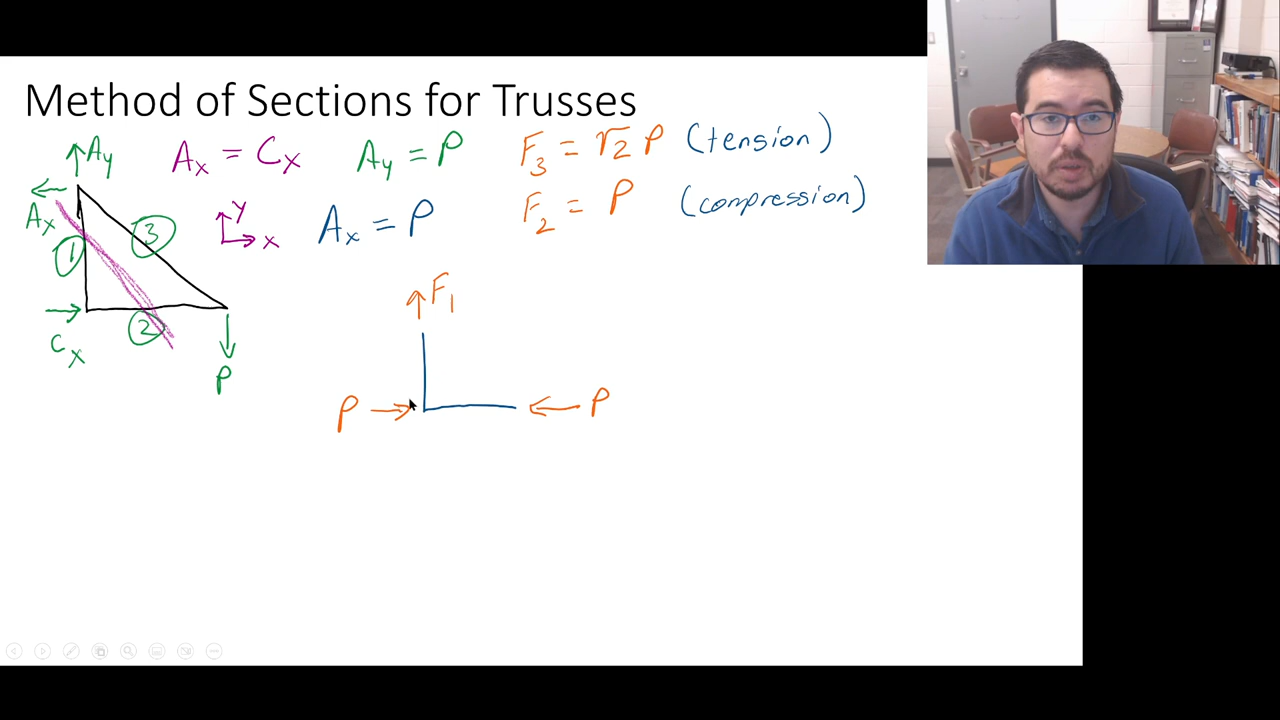 Method of Sections for Trusses
Ay Ax = Cx Ay = P F3 = √2 P (tension)
Ax Ax = P F2 = P (compression)
y
x
1
3
2
Cx
P
F1
P
P